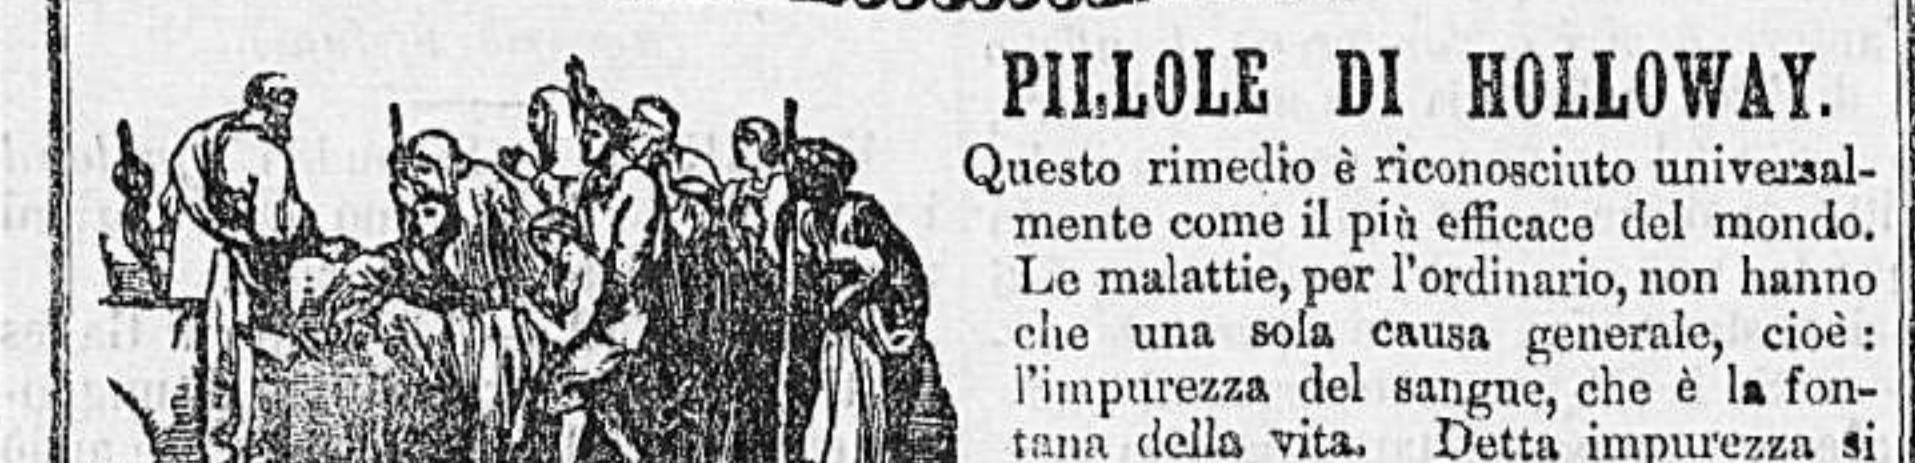 PILLOLE DI HOLLOWAY.
Questo rimedio è riconosciuto universal-
mente come il più efficace del mondo.
Le malattie, per l'ordinario, non hanno
che una sola causa generale, cioè:
l'impurezza del sangue, che è la fon-
tana della vita. Detta impurezza si